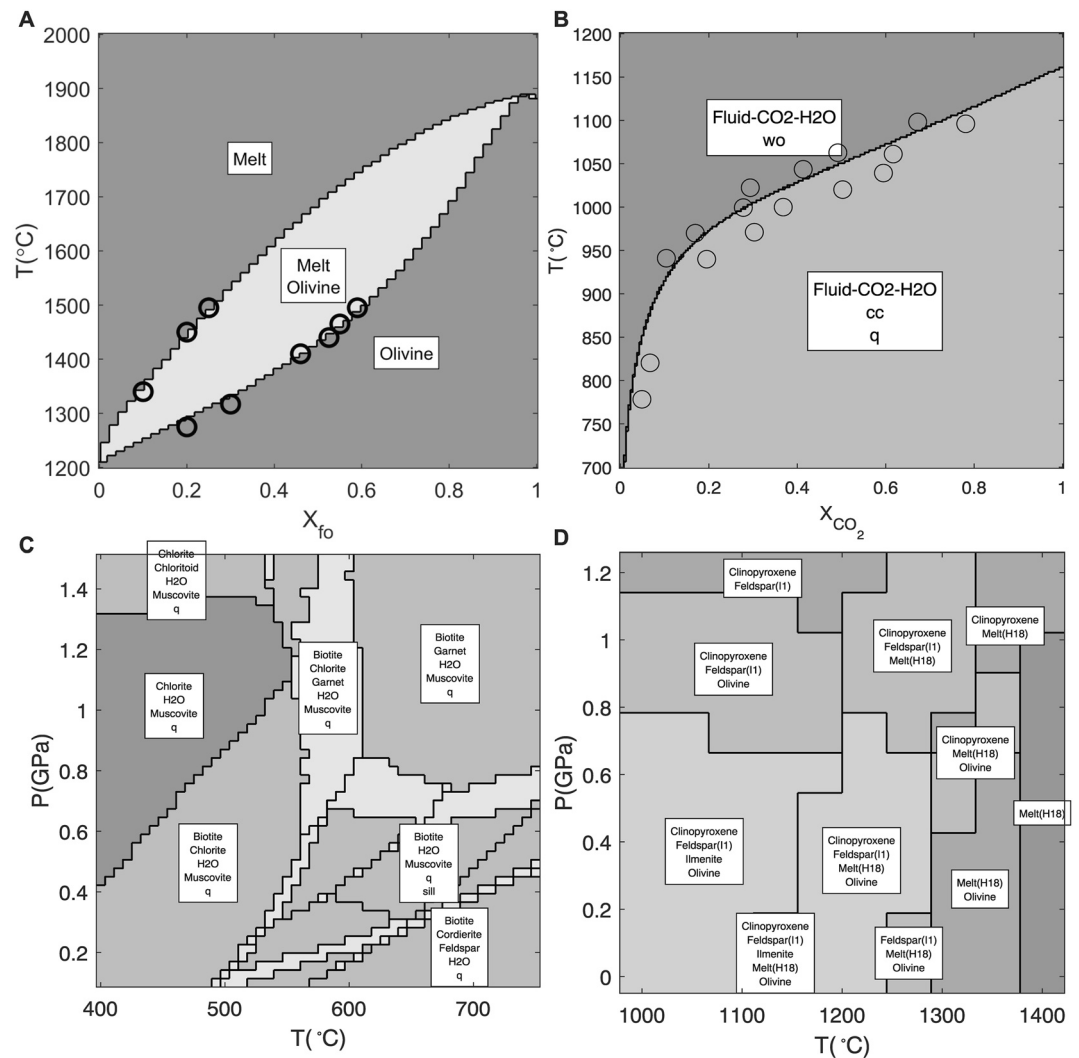 A
2000
1900
1800
1700
1600
1500
1400
1300
1200
T(°C)
Melt
Melt
Olivine
Olivine
0
0.2
0.4
0.6
0.8
1
X_fo
B
1200
1150
1100
1050
1000
950
900
850
800
750
700
T(°C)
Fluid-CO2-H2O
wo
Fluid-CO2-H2O
cc
q
0
0.2
0.4
0.6
0.8
1
X_CO2
C
1.4
1.2
1
0.8
0.6
0.4
0.2
P(GPa)
Chlorite
Chloritoid
H2O
Muscovite
q
Chlorite
H2O
Muscovite
q
Biotite
Chlorite
Garnet
H2O
Muscovite
q
Biotite
Garnet
H2O
Muscovite
q
Biotite
Chlorite
H2O
Muscovite
q
Biotite
H2O
Muscovite
q
sill
Biotite
Cordierite
Feldspar
H2O
q
400
500
600
700
T(°C)
D
1.2
1
0.8
0.6
0.4
0.2
0
P(GPa)
Clinopyroxene
Feldspar(I1)
Clinopyroxene
Feldspar(I1)
Olivine
Clinopyroxene
Feldspar(I1)
Melt(H18)
Clinopyroxene
Melt(H18)
Clinopyroxene
Melt(H18)
Olivine
Melt(H18)
Clinopyroxene
Feldspar(I1)
Ilmenite
Olivine
Clinopyroxene
Feldspar(I1)
Melt(H18)
Olivine
Melt(H18)
Olivine
Clinopyroxene
Feldspar(I1)
Ilmenite
Melt(H18)
Olivine
Feldspar(I1)
Melt(H18)
Olivine
1000
1100
1200
1300
1400
T(°C)